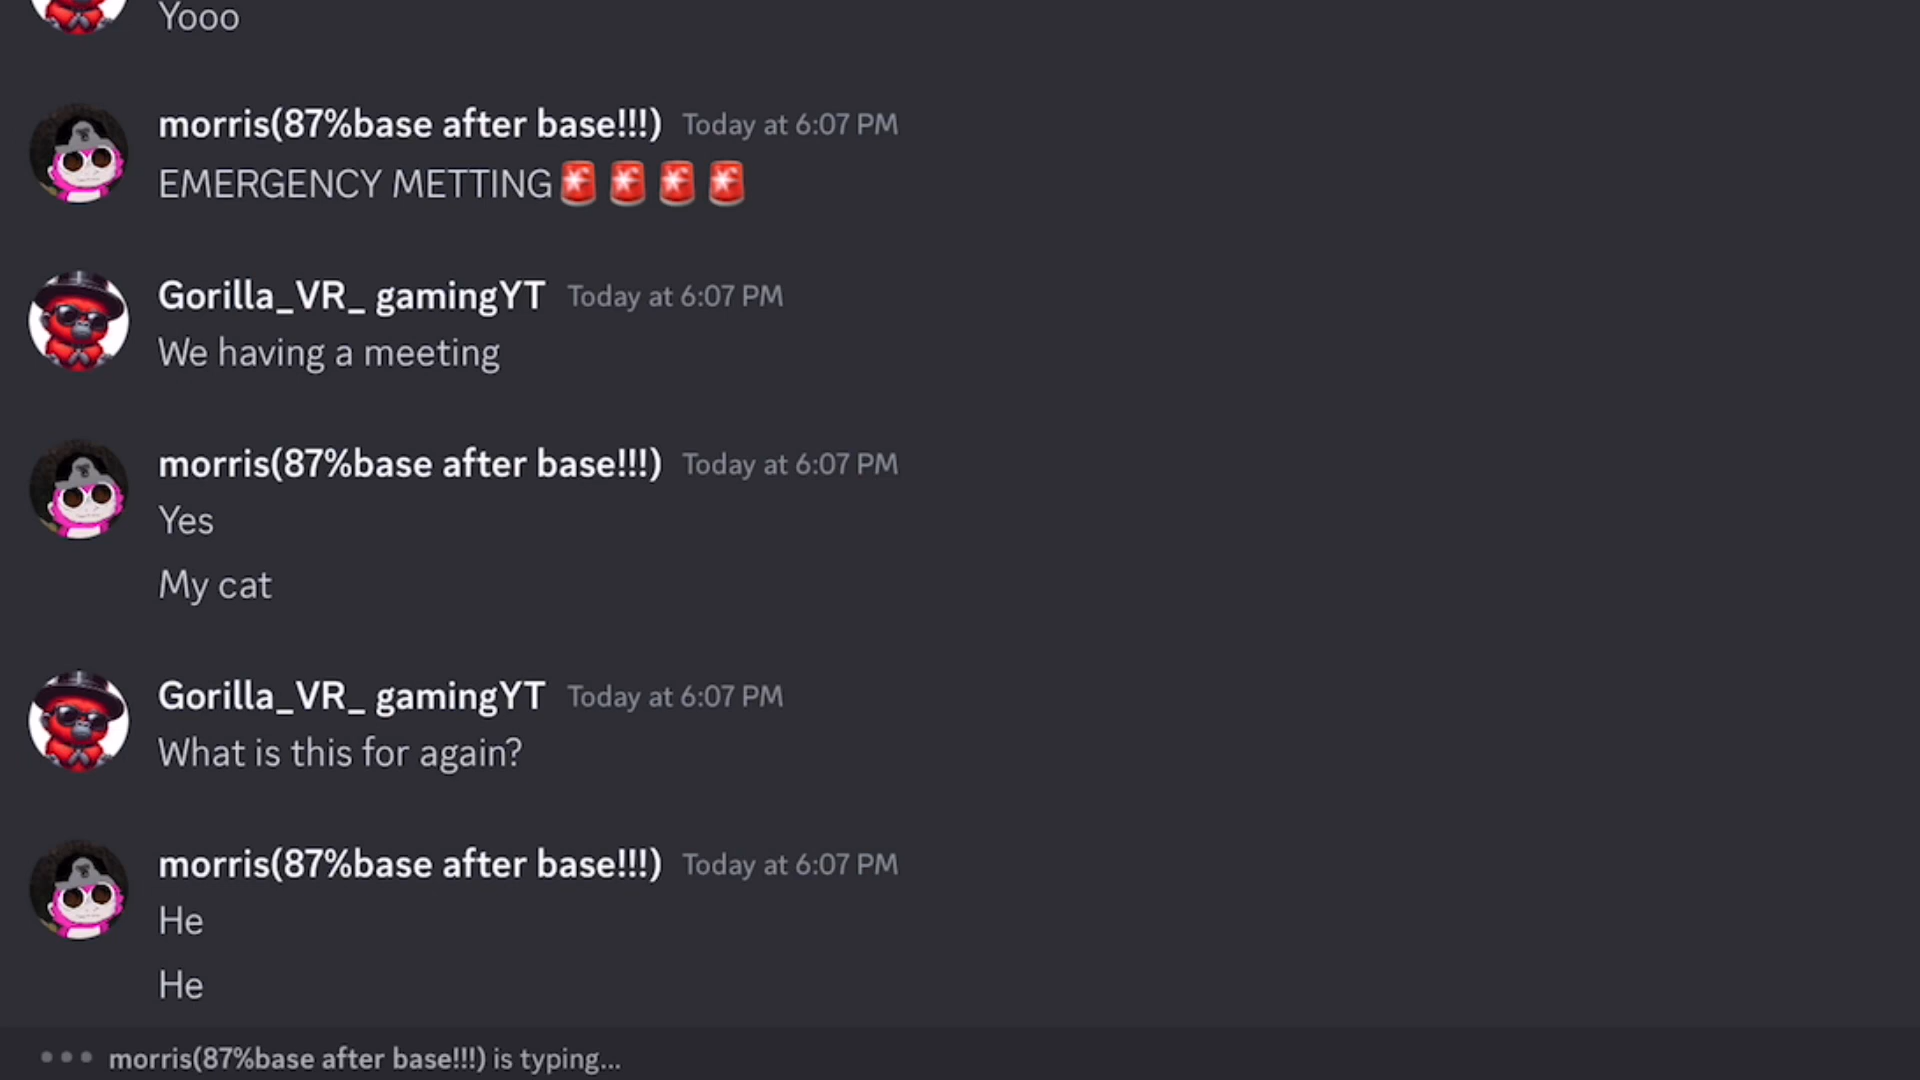 Yooo
morris(87%base after base!!!) Today at 6:07 PM
EMERGENCY METTING🚨🚨🚨🚨
Gorilla_VR_ gamingYT Today at 6:07 PM
We having a meeting
morris(87%base after base!!!) Today at 6:07 PM
Yes
My cat
Gorilla_VR_ gamingYT Today at 6:07 PM
What is this for again?
morris(87%base after base!!!) Today at 6:07 PM
He
He
morris(87%base after base!!!) is typing...